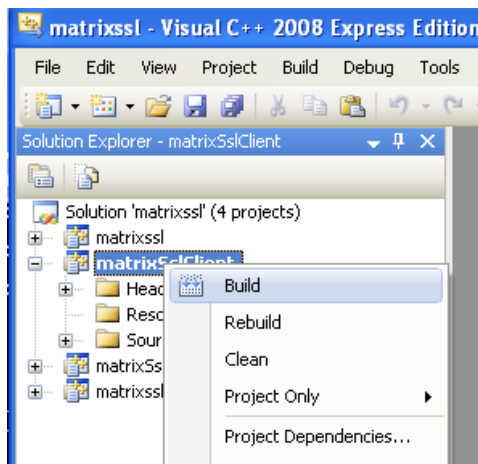 matrixssl - Visual C++ 2008 Express Edition
File Edit View Project Build Debug Tools
Solution Explorer - matrixSslClient
Solution 'matrixssl' (4 projects)
matrixssl
matrixSslClient
Build
Rebuild
Clean
Project Only
Project Dependencies...